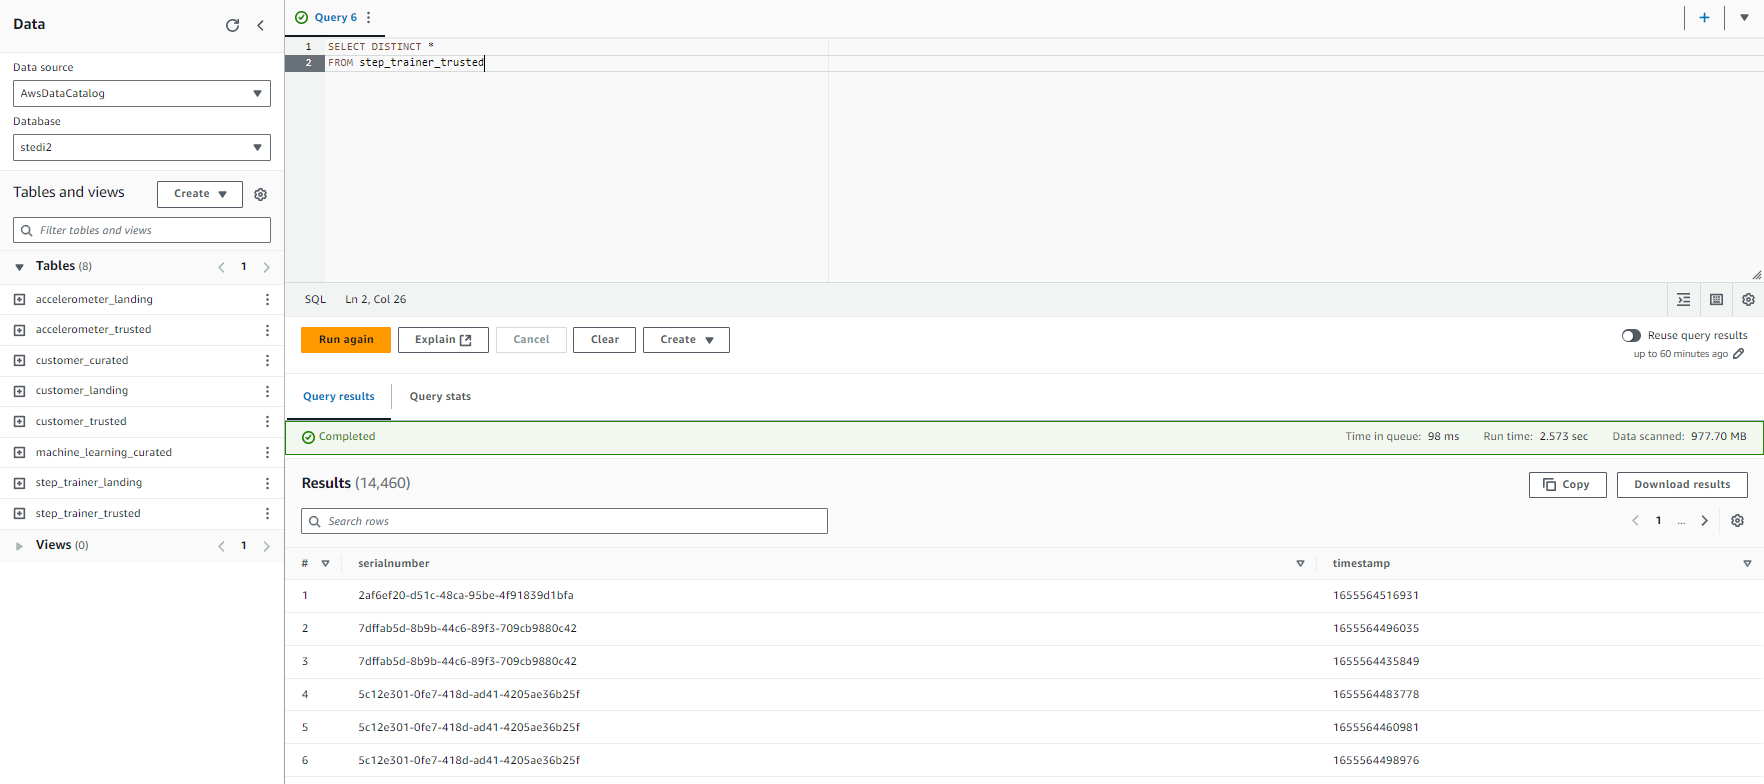 Data
Data source
AwsDataCatalog
Database
stedi2
Tables and views
Create
Filter tables and views
Tables (8)
1
accelerometer_landing
accelerometer_trusted
customer_curated
customer_landing
customer_trusted
machine_learning_curated
step_trainer_landing
step_trainer_trusted
Views (0)
1
Query 6
1 SELECT DISTINCT *
2 FROM step_trainer_trusted
SQL Ln 2, Col 26
Run again Explain Cancel Clear Create
Reuse query results
up to 60 minutes ago
Query results Query stats
Completed Time in queue: 98 ms Run time: 2.573 sec Data scanned: 977.70 MB
Results (14,460) Copy Download results
Search rows 1 ...
# serialnumber timestamp
1 2af6ef20-d51c-48ca-95be-4f91839d1bfa 1655564516931
2 7dffab5d-8b9b-44c6-89f3-709cb9880c42 1655564496035
3 7dffab5d-8b9b-44c6-89f3-709cb9880c42 1655564435849
4 5c12e301-0fe7-418d-ad41-4205ae36b25f 1655564483778
5 5c12e301-0fe7-418d-ad41-4205ae36b25f 1655564460981
6 5c12e301-0fe7-418d-ad41-4205ae36b25f 1655564498976